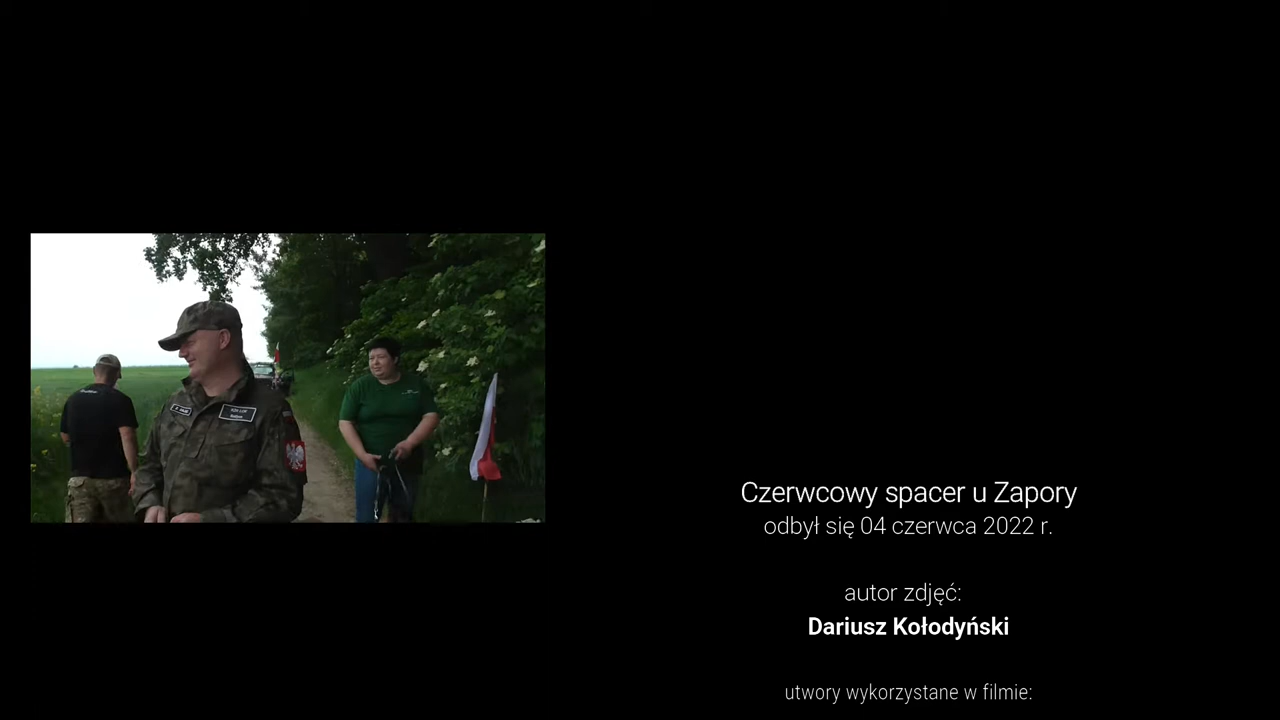 Czerwcowy spacer u Zapory
odbył się 04 czerwca 2022 r.
autor zdjęć:
Dariusz Kołodyński
utwory wykorzystane w filmie: